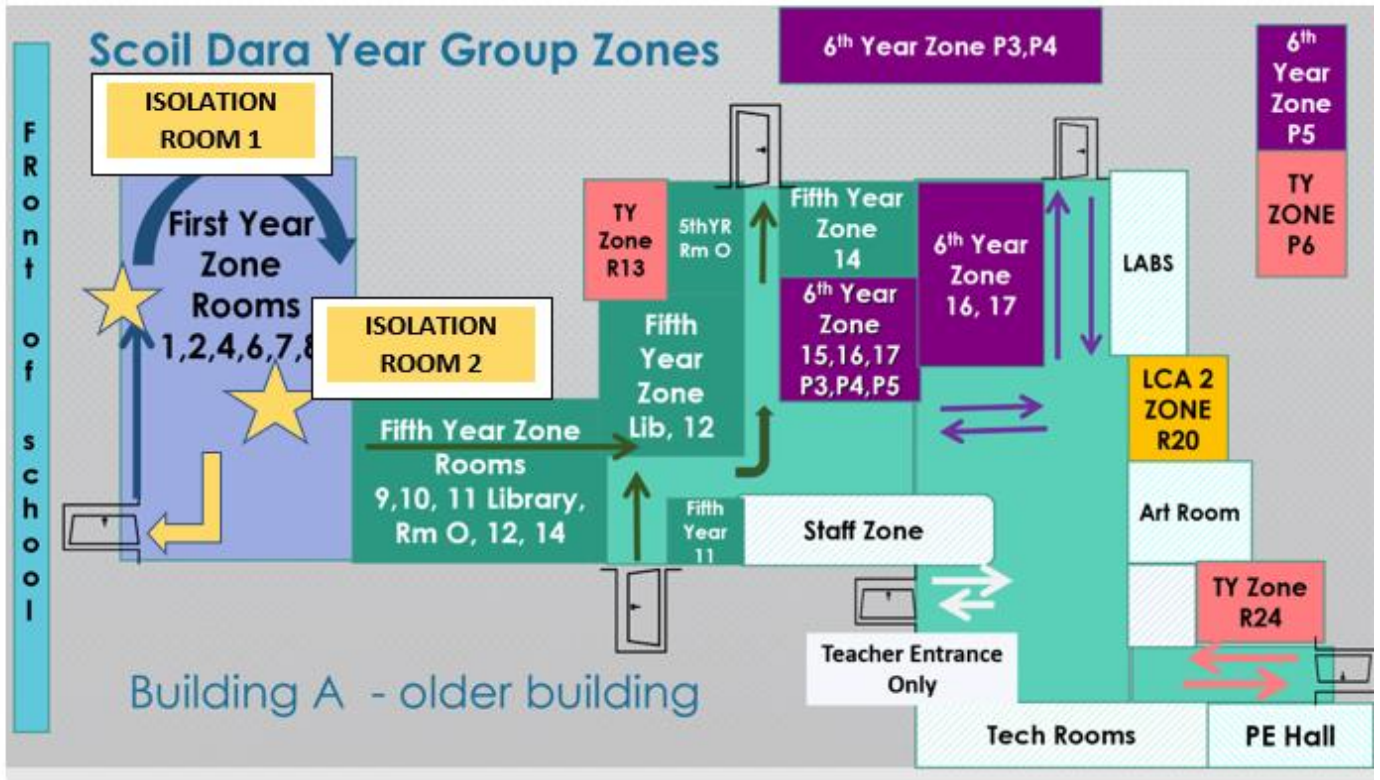 Scoil Dara Year Group Zones
FRont of school
ISOLATION
ROOM 1
First Year
Zone
Rooms
1,2,4,6,7,8
ISOLATION
ROOM 2
Fifth Year Zone
Rooms
9,10, 11 Library,
Rm O, 12, 14
TY
Zone
R13
5thYR
Rm O
Fifth
Year
Zone
Lib, 12
Fifth
Year
11
6th Year Zone P3,P4
Fifth Year
Zone
14
6th Year
Zone
15,16,17
P3,P4,P5
6th Year
Zone
16, 17
Staff Zone
Teacher Entrance
Only
LABS
LCA 2
ZONE
R20
Art Room
TY Zone
R24
6th
Year
Zone
P5
TY
ZONE
P6
Tech Rooms
PE Hall
Building A - older building